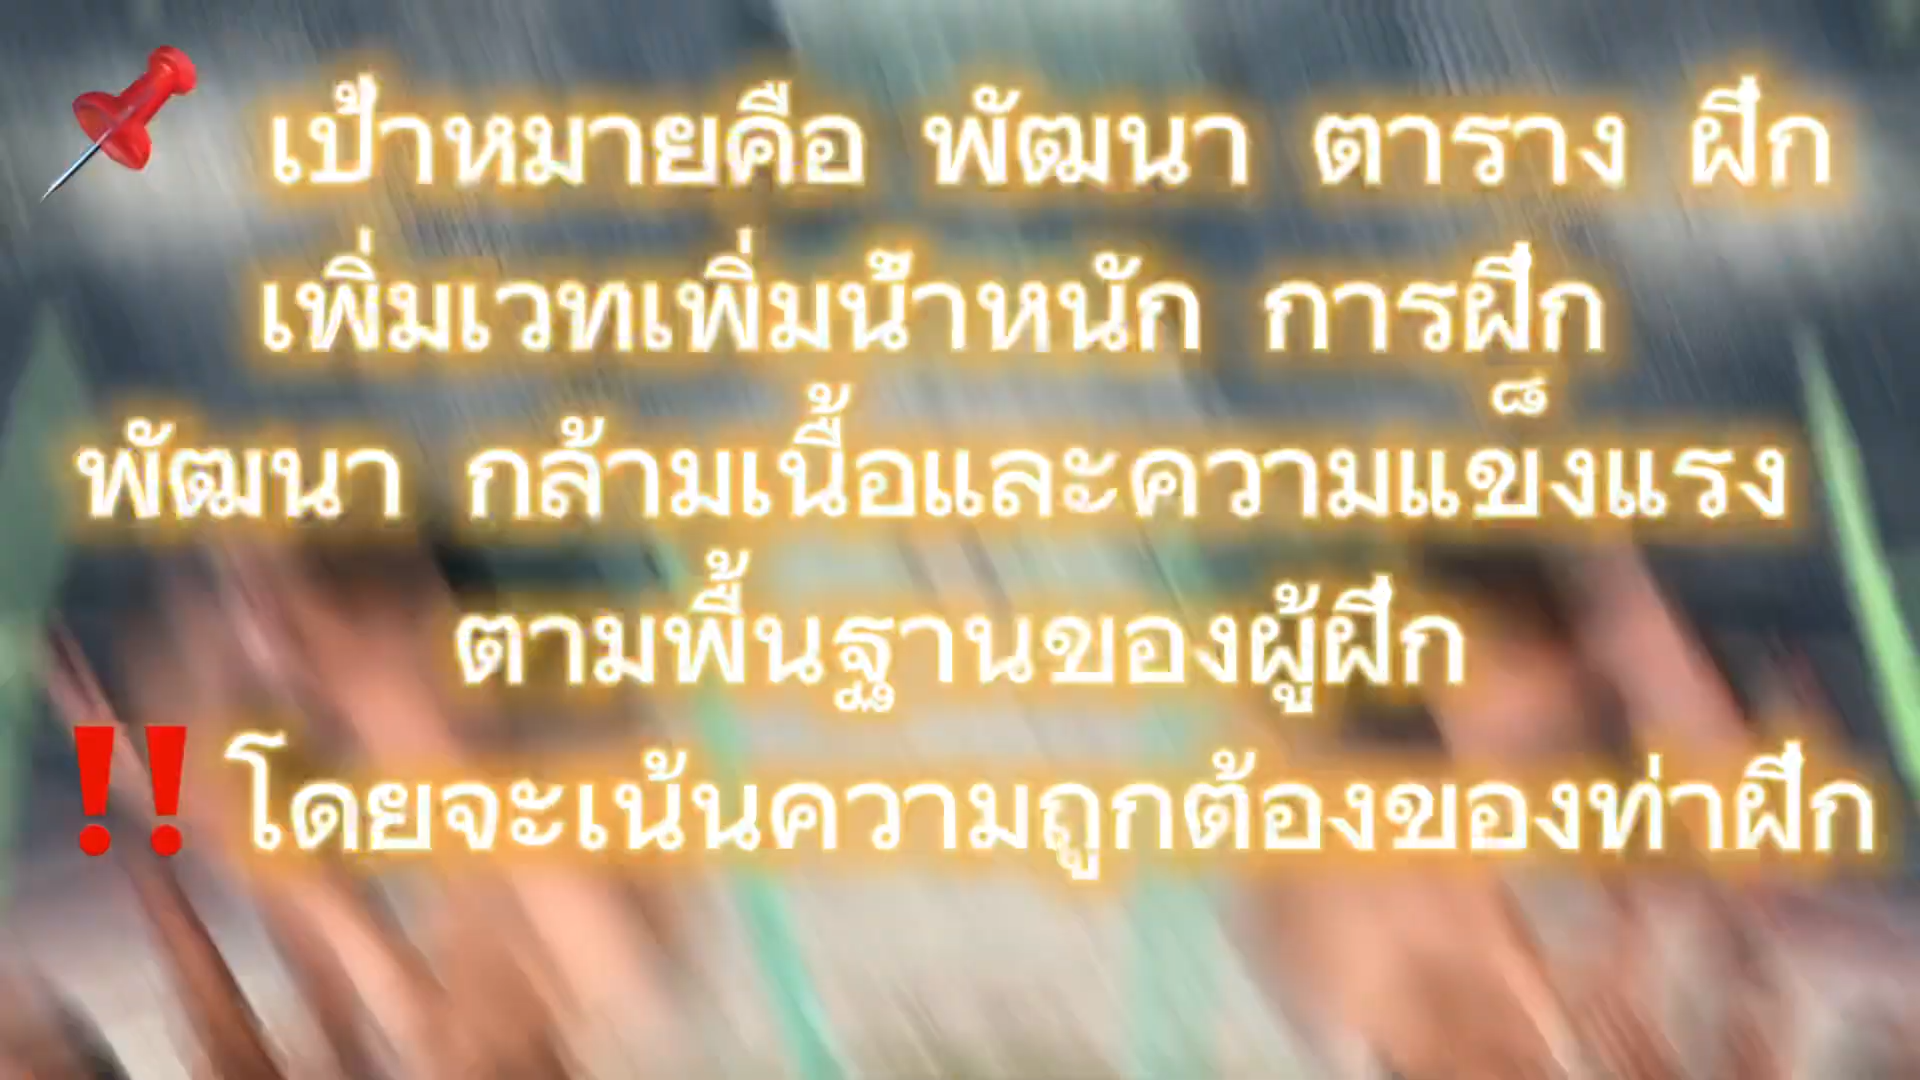 📌 เป้าหมายคือ พัฒนา ตาราง ฝึก
เพิ่มเวทเพิ่มน้ำหนัก การฝึก
พัฒนา กล้ามเนื้อและความแข็งแรง
ตามพื้นฐานของผู้ฝึก
‼️ โดยจะเน้นความถูกต้องของท่าฝึก